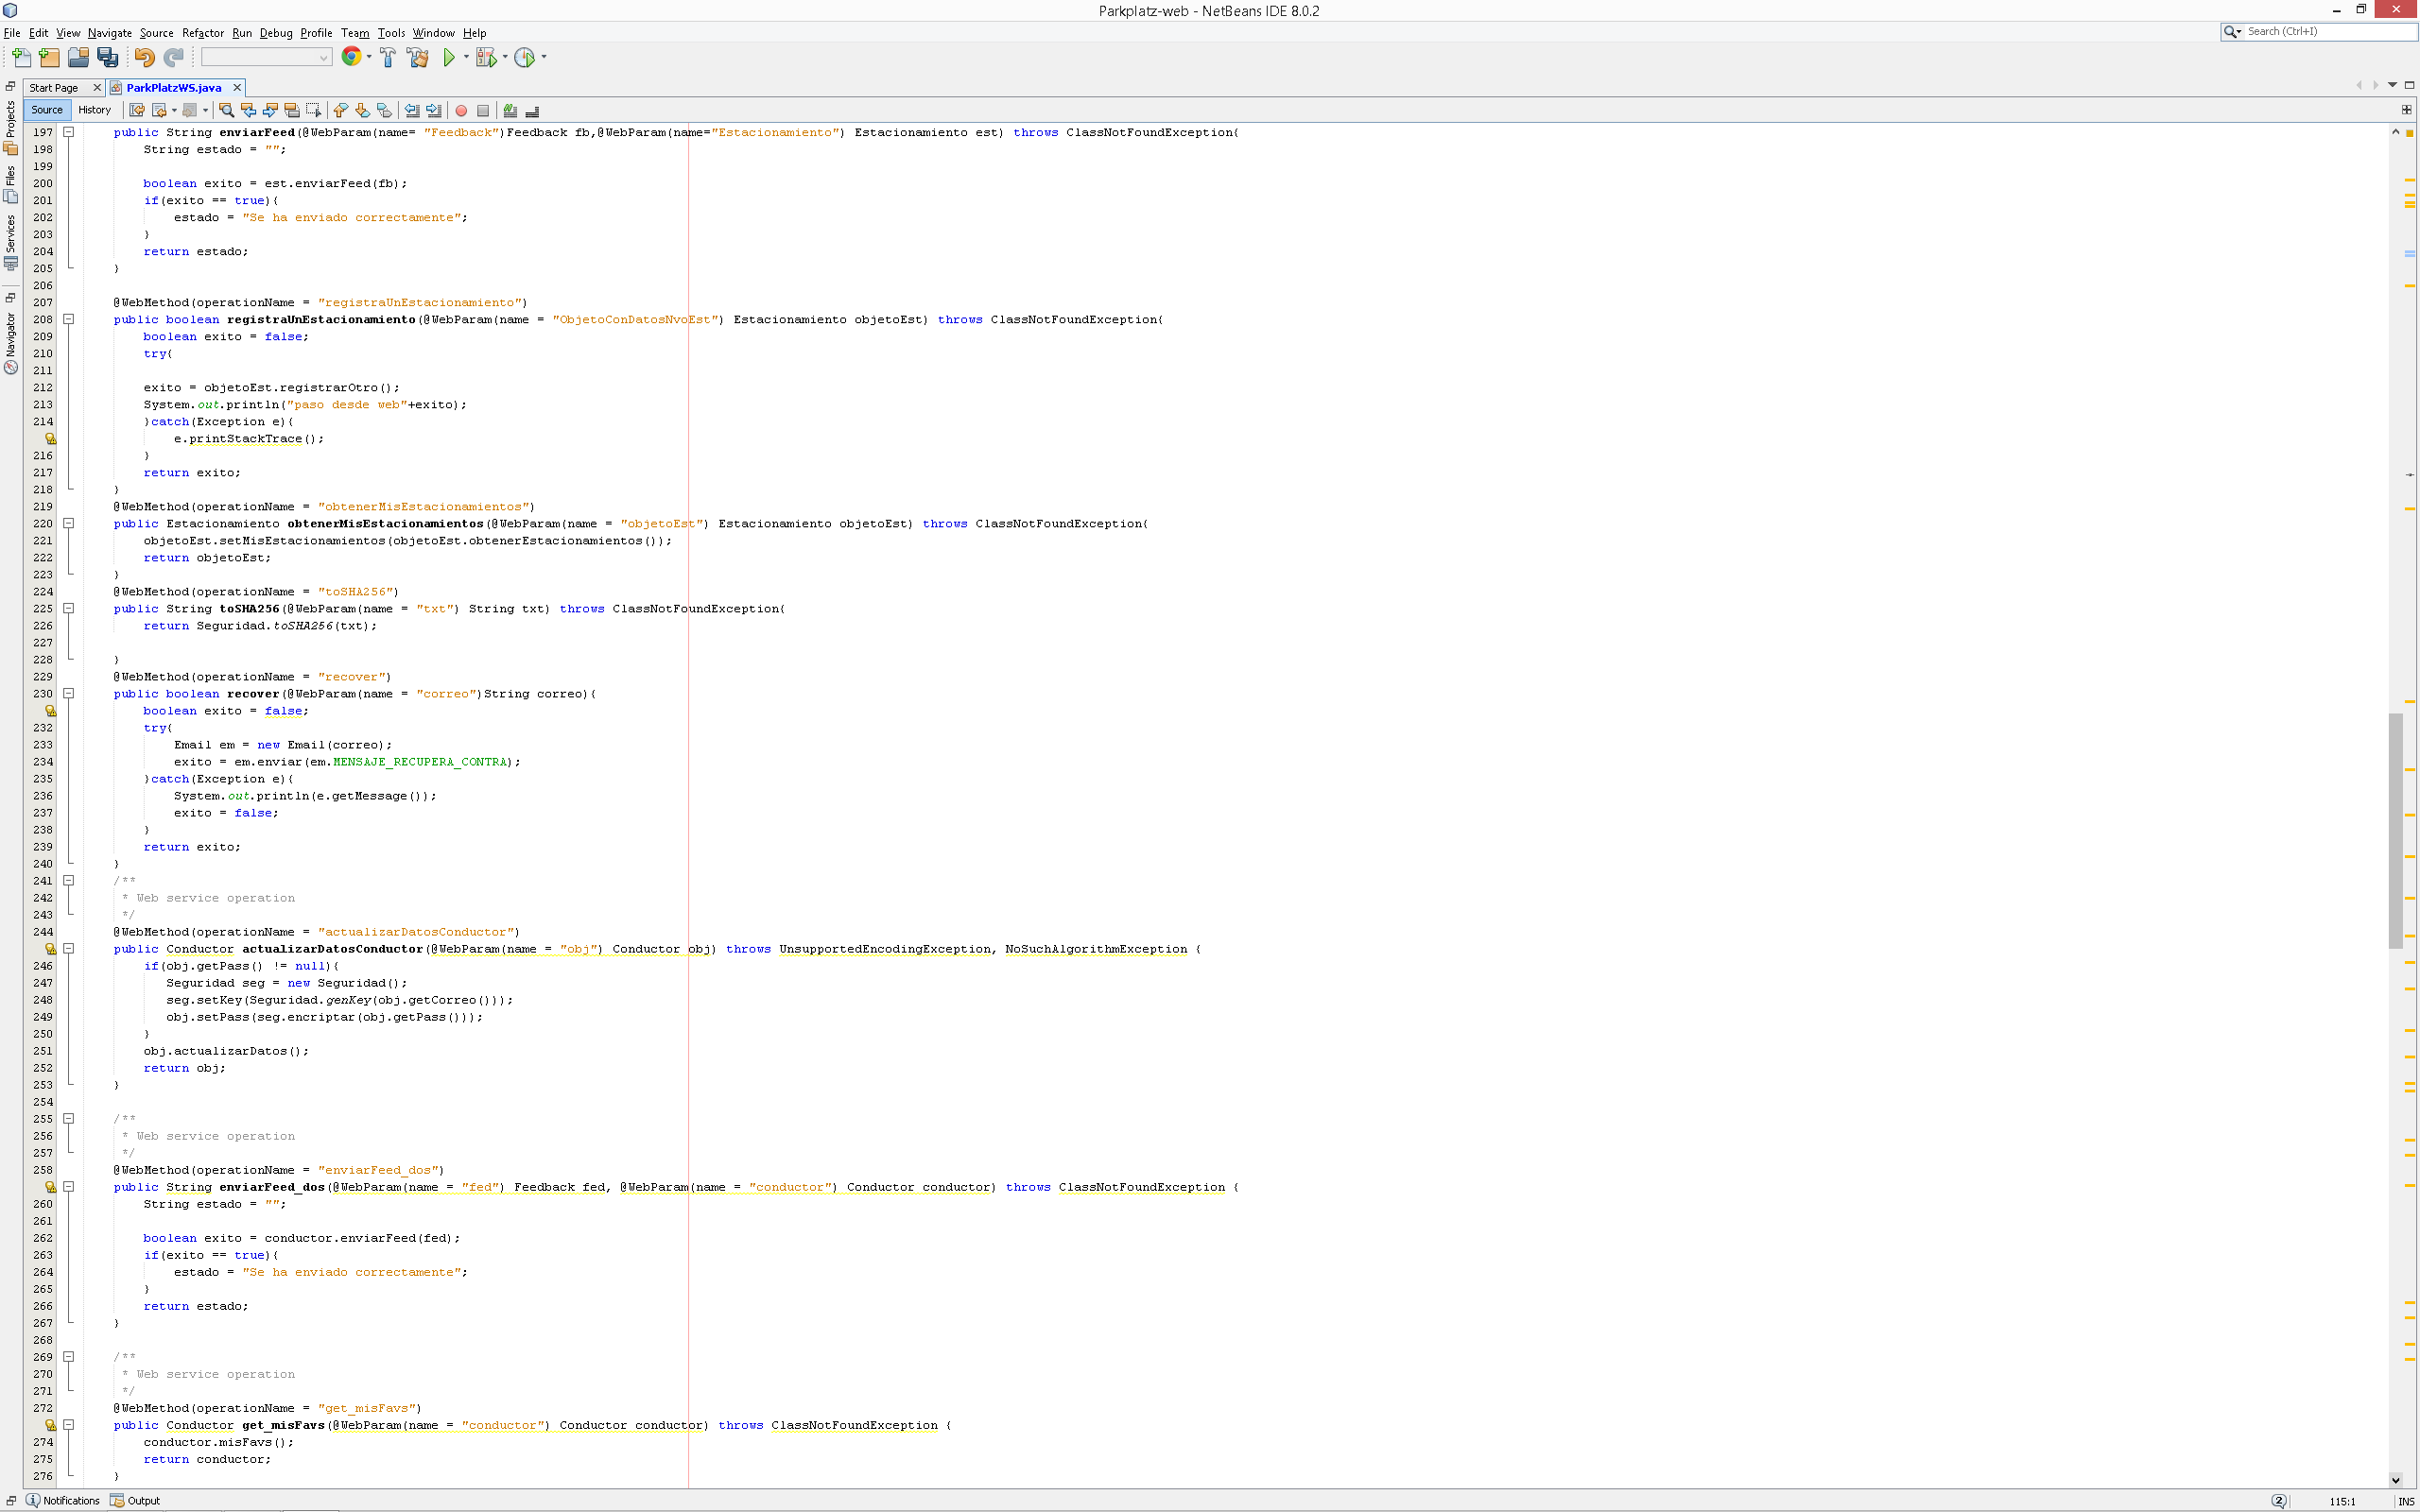 Parkplatz-web - NetBeans IDE 8.0.2
File Edit View Navigate Source Refactor Run Debug Profile Team Tools Window Help
Search (Ctrl+I)
Start Page ParkPlatzWS.java
Source History
Projects
Files
Services
Navigator
197 public String enviarFeed(@WebParam(name= "Feedback")Feedback fb,@WebParam(name="Estacionamiento") Estacionamiento est) throws ClassNotFoundException{
198 String estado = "";
199
200 boolean exito = est.enviarFeed(fb);
201 if(exito == true){
202 estado = "Se ha enviado correctamente";
203 }
204 return estado;
205 }
206
207 @WebMethod(operationName = "registraUnEstacionamiento")
208 public boolean registraUnEstacionamiento(@WebParam(name = "ObjetoConDatosNvoEst") Estacionamiento objetoEst) throws ClassNotFoundException{
209 boolean exito = false;
210 try{
211
212 exito = objetoEst.registrarOtro();
213 System.out.println("paso desde web"+exito);
214 }catch(Exception e){
e.printStackTrace();
216 }
217 return exito;
218 }
219 @WebMethod(operationName = "obtenerMisEstacionamientos")
220 public Estacionamiento obtenerMisEstacionamientos(@WebParam(name = "objetoEst") Estacionamiento objetoEst) throws ClassNotFoundException{
221 objetoEst.setMisEstacionamientos(objetoEst.obtenerEstacionamientos());
222 return objetoEst;
223 }
224 @WebMethod(operationName = "toSHA256")
225 public String toSHA256(@WebParam(name = "txt") String txt) throws ClassNotFoundException{
226 return Seguridad.toSHA256(txt);
227
228 }
229 @WebMethod(operationName = "recover")
230 public boolean recover(@WebParam(name = "correo")String correo){
boolean exito = false;
232 try{
233 Email em = new Email(correo);
234 exito = em.enviar(em.MENSAJE_RECUPERA_CONTRA);
235 }catch(Exception e){
236 System.out.println(e.getMessage());
237 exito = false;
238 }
239 return exito;
240 }
241 /**
242 * Web service operation
243 */
244 @WebMethod(operationName = "actualizarDatosConductor")
public Conductor actualizarDatosConductor(@WebParam(name = "obj") Conductor obj) throws UnsupportedEncodingException, NoSuchAlgorithmException {
246 if(obj.getPass() != null){
247 Seguridad seg = new Seguridad();
248 seg.setKey(Seguridad.genKey(obj.getCorreo()));
249 obj.setPass(seg.encriptar(obj.getPass()));
250 }
251 obj.actualizarDatos();
252 return obj;
253 }
254
255 /**
256 * Web service operation
257 */
258 @WebMethod(operationName = "enviarFeed_dos")
public String enviarFeed_dos(@WebParam(name = "fed") Feedback fed, @WebParam(name = "conductor") Conductor conductor) throws ClassNotFoundException {
260 String estado = "";
261
262 boolean exito = conductor.enviarFeed(fed);
263 if(exito == true){
264 estado = "Se ha enviado correctamente";
265 }
266 return estado;
267 }
268
269 /**
270 * Web service operation
271 */
272 @WebMethod(operationName = "get_misFavs")
public Conductor get_misFavs(@WebParam(name = "conductor") Conductor conductor) throws ClassNotFoundException {
274 conductor.misFavs();
275 return conductor;
276 }
Notifications Output
2 115:1 INS